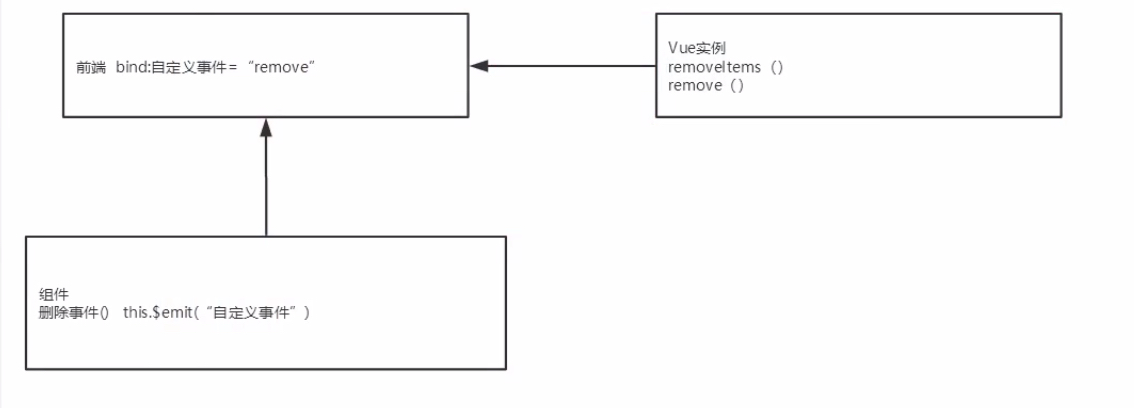 前端 bind:自定义事件=“remove”
Vue实例
removeItems（）
remove（）
组件
删除事件() this.$emit(“自定义事件”)